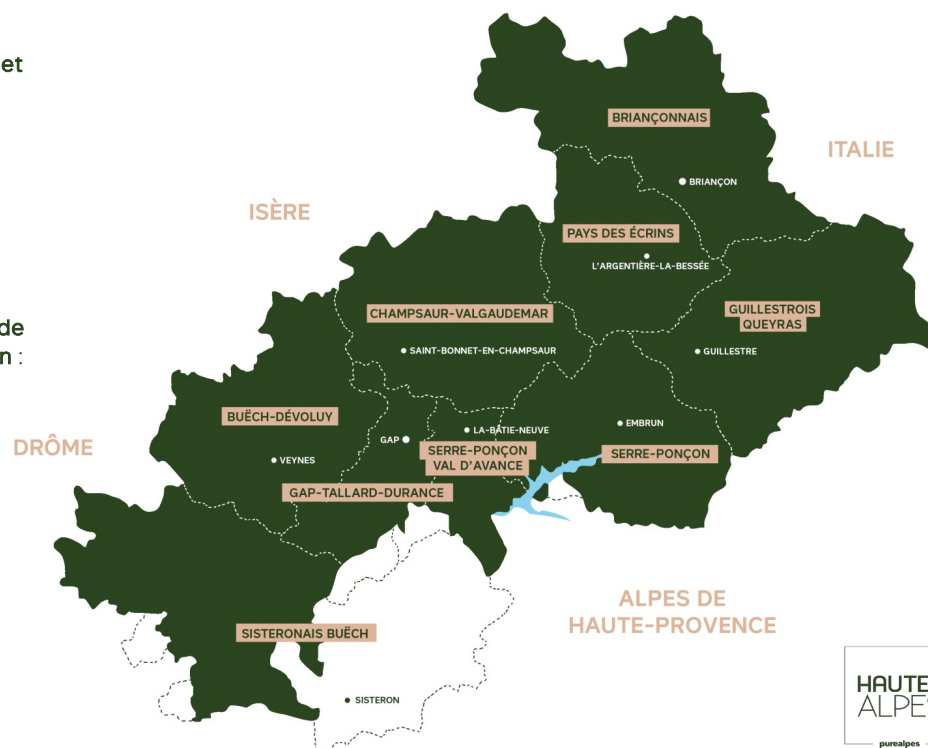 et
de
n :
ISÈRE
ITALIE
DRÔME
ALPES DE
HAUTE-PROVENCE
BRIANÇONNAIS
BRIANÇON
PAYS DES ÉCRINS
L'ARGENTIÈRE-LA-BESSÉE
GUILLESTROIS
QUEYRAS
GUILLESTRE
CHAMPSAUR-VALGAUDEMAR
SAINT-BONNET-EN-CHAMPSAUR
BUËCH-DÉVOLUY
VEYNES
GAP
LA-BÂTIE-NEUVE
SERRE-PONÇON
VAL D'AVANCE
EMBRUN
SERRE-PONÇON
GAP-TALLARD-DURANCE
SISTERONAIS BUËCH
SISTERON
HAUTE
ALPES
purealpes